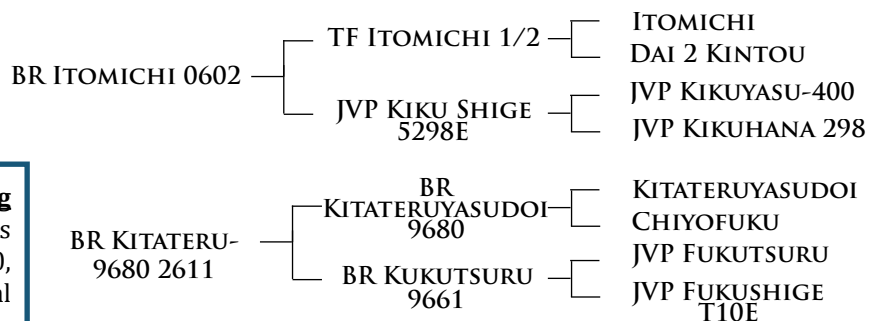 TF Itomichi 1/2
Itomichi
Dai 2 Kintou
BR Itomichi 0602
JVP Kiku Shige
5298E
JVP Kikuyasu-400
JVP Kikuhana 298
g
s
0,
al
BR Kitateru-
9680 2611
BR
Kitateruyasudoi
9680
Kitateruyasudoi
Chiyofuku
BR Kukutsuru
9661
JVP Fukutsuru
JVP Fukushige
T10E